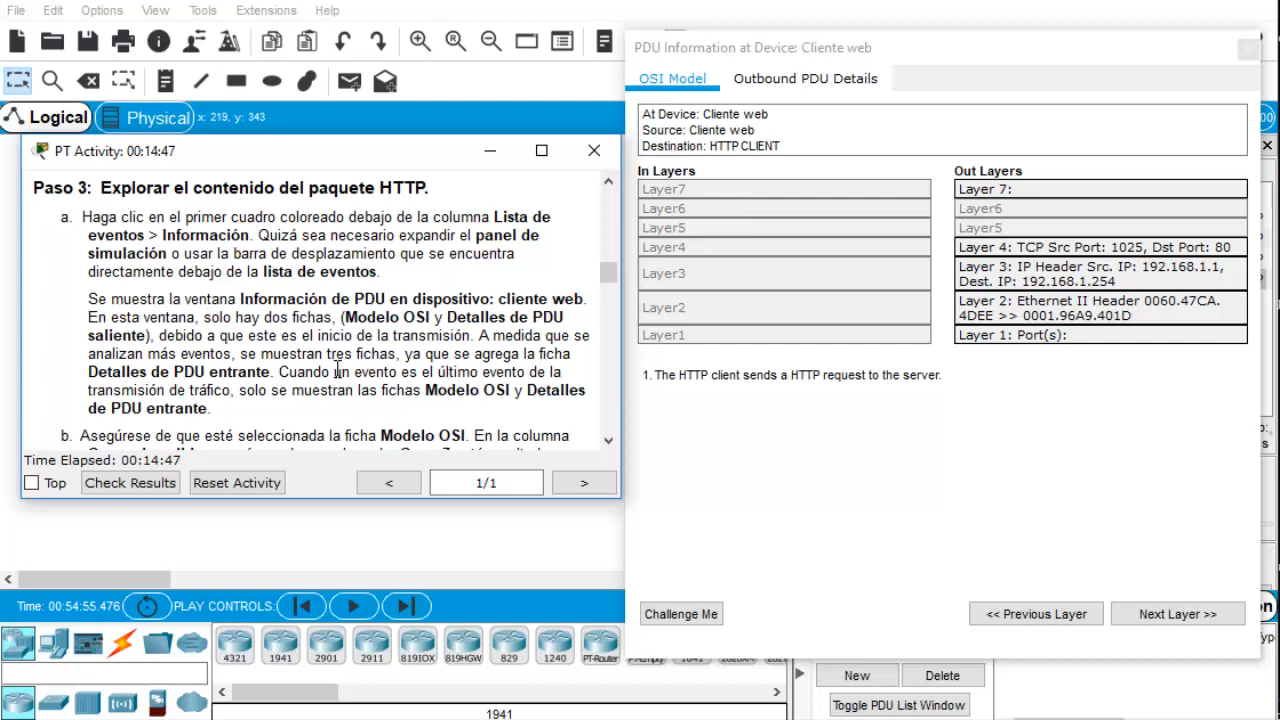 File Edit Options View Tools Extensions Help
Logical
Physical
x: 219, y: 343
PT Activity: 00:14:47
Paso 3: Explorar el contenido del paquete HTTP.
a. Haga clic en el primer cuadro coloreado debajo de la columna Lista de
eventos > Información. Quizá sea necesario expandir el panel de
simulación o usar la barra de desplazamiento que se encuentra
directamente debajo de la lista de eventos.
Se muestra la ventana Información de PDU en dispositivo: cliente web.
En esta ventana, solo hay dos fichas, (Modelo OSI y Detalles de PDU
saliente), debido a que este es el inicio de la transmisión. A medida que se
analizan más eventos, se muestran tres fichas, ya que se agrega la ficha
Detalles de PDU entrante. Cuando un evento es el último evento de la
transmisión de tráfico, solo se muestran las fichas Modelo OSI y Detalles
de PDU entrante.
b. Asegúrese de que esté seleccionada la ficha Modelo OSI. En la columna
Time Elapsed: 00:14:47
Top
Check Results
Reset Activity
<
1/1
>
PDU Information at Device: Cliente web
OSI Model
Outbound PDU Details
At Device: Cliente web
Source: Cliente web
Destination: HTTP CLIENT
In Layers
Layer7
Layer6
Layer5
Layer4
Layer3
Layer2
Layer1
Out Layers
Layer 7:
Layer6
Layer5
Layer 4: TCP Src Port: 1025, Dst Port: 80
Layer 3: IP Header Src. IP: 192.168.1.1,
Dest. IP: 192.168.1.254
Layer 2: Ethernet II Header 0060.47CA.
4DEE >> 0001.96A9.401D
Layer 1: Port(s):
1. The HTTP client sends a HTTP request to the server.
Challenge Me
<< Previous Layer
Next Layer >>
Time: 00:54:55.476
PLAY CONTROLS:
4321 1941 2901 2911 819IOX 819HGW 829 1240 PT-Router
1941
New
Delete
Toggle PDU List Window